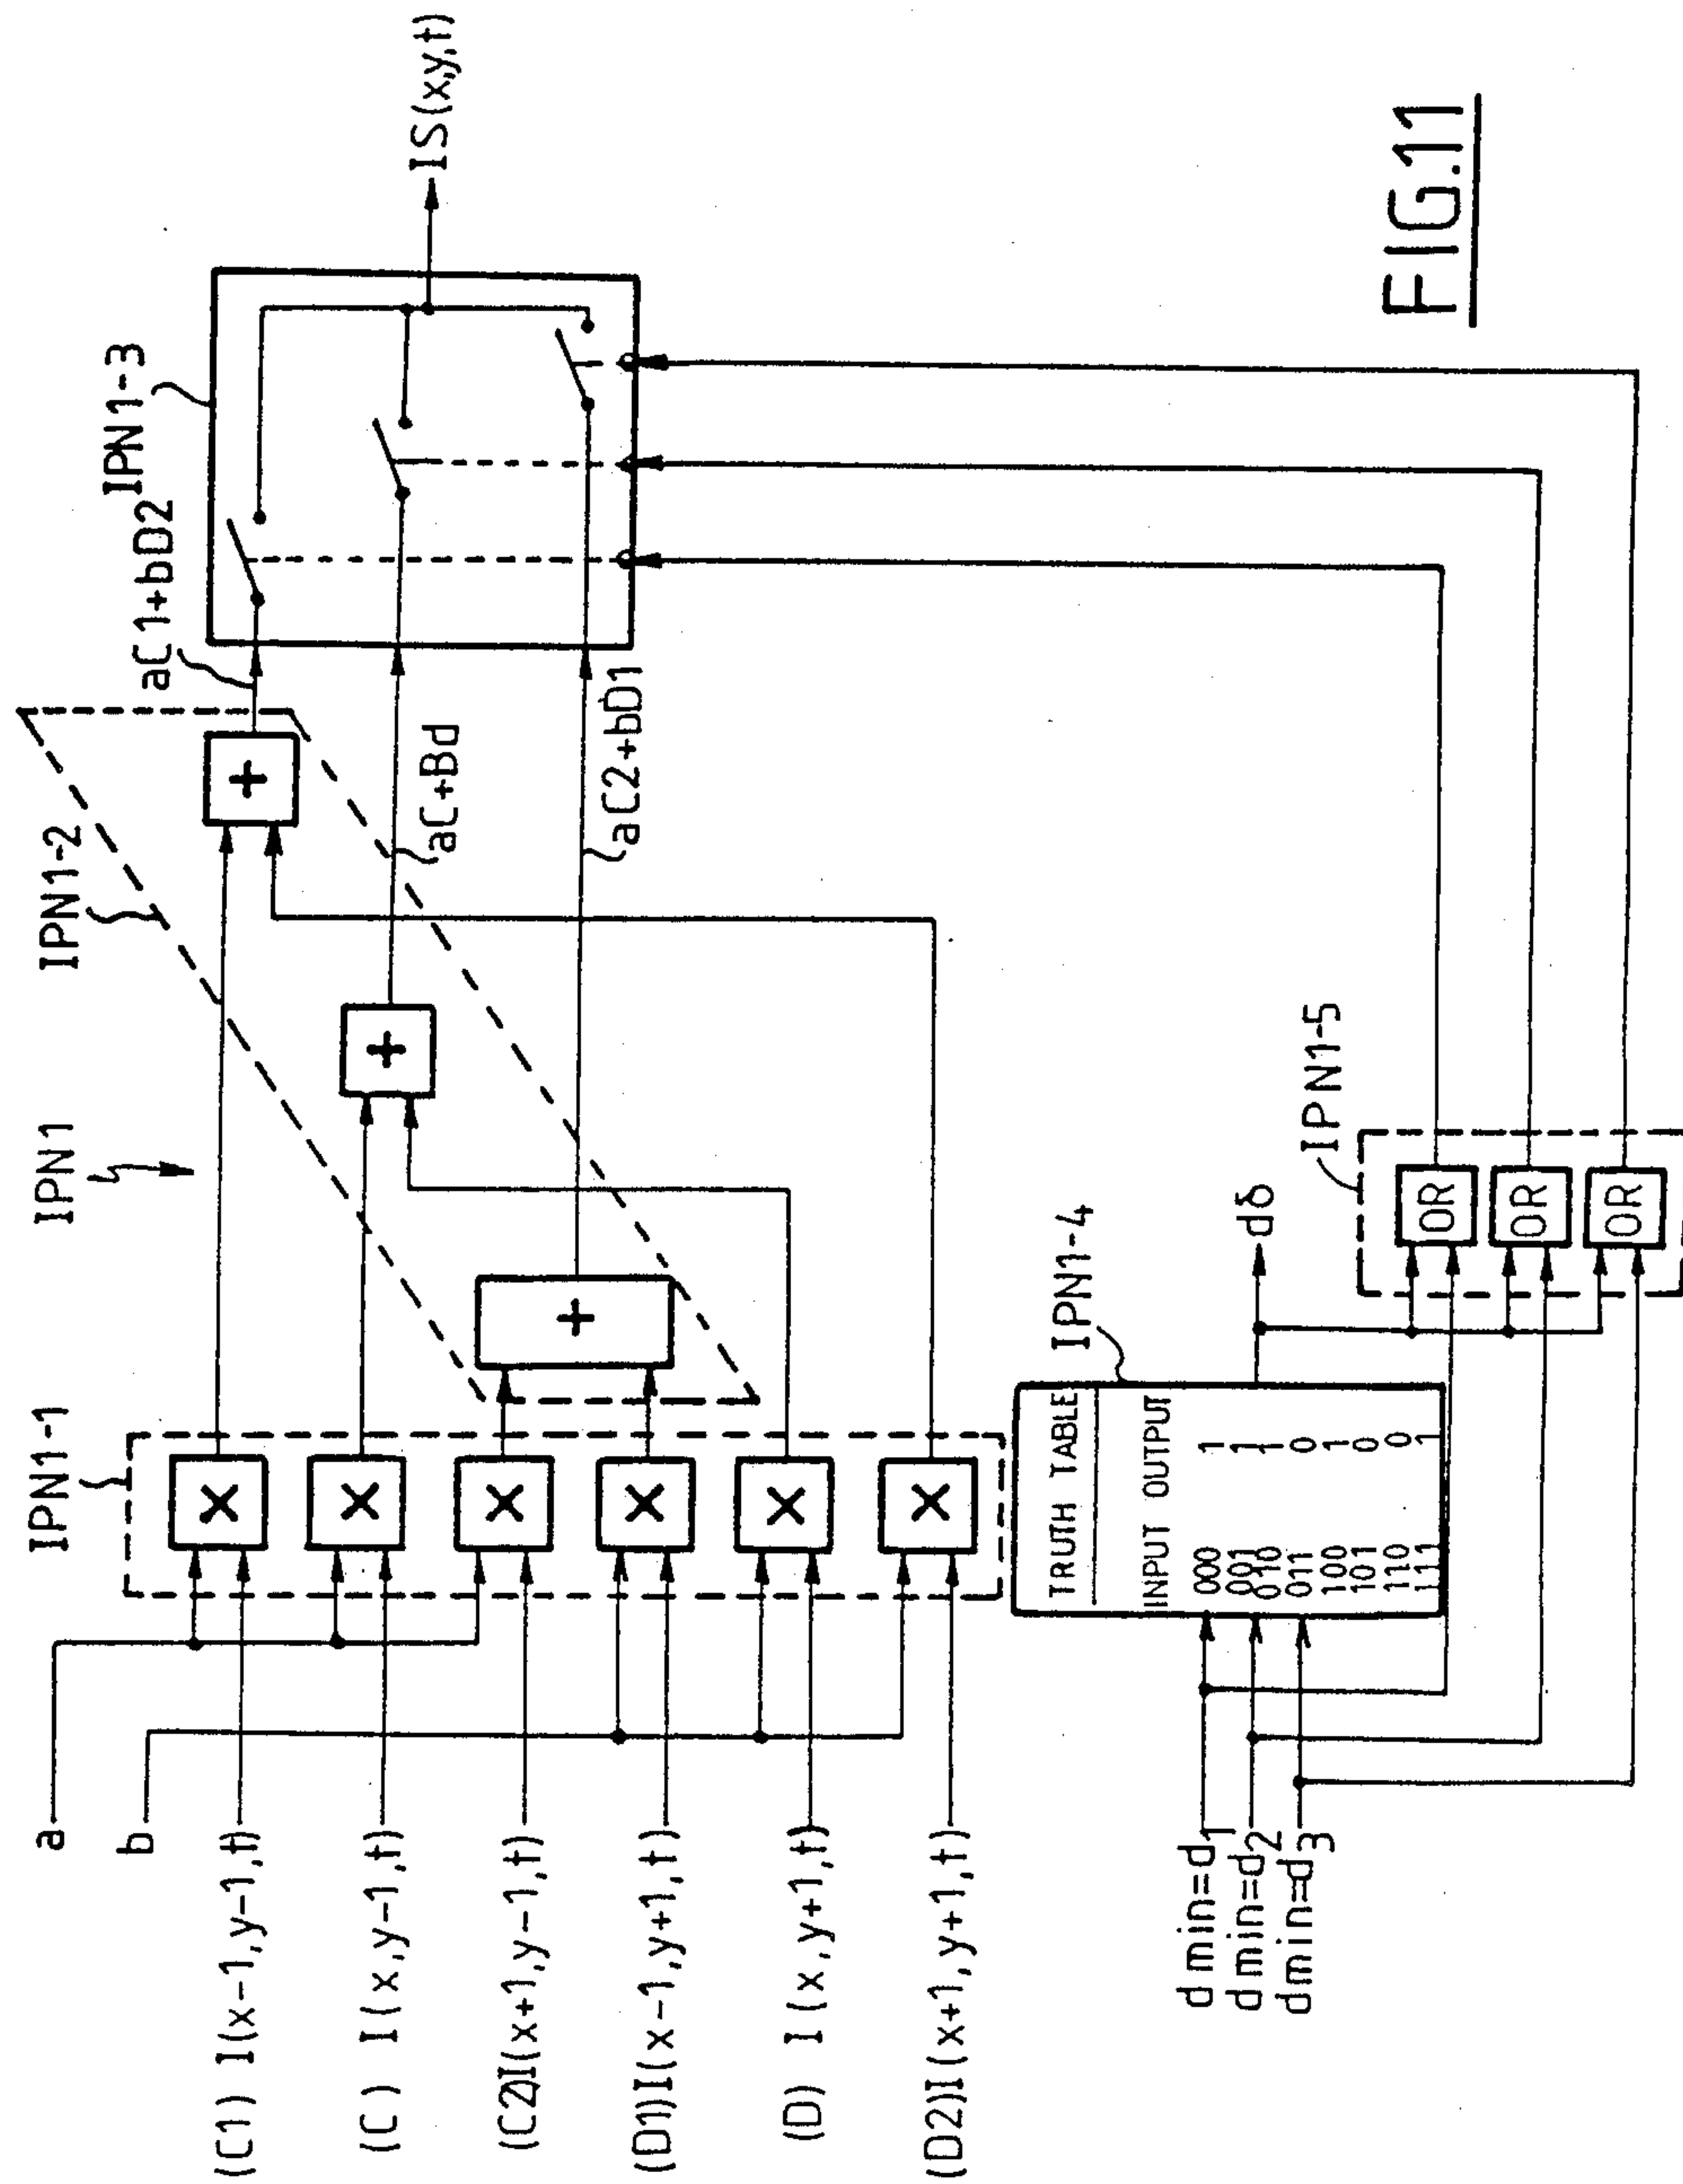 IPN1-1
IPN1
IPN1-2
IPN1-3
a
b
(C1) I(x-1,y-1,t)
(C) I(x,y-1,t)
(C2)I(x+1,y-1,t)
(D1)I(x-1,y+1,t)
(D) I(x,y+1,t)
(D2)I(x+1,y+1,t)
×
×
×
×
×
×
+
+
+
aC1+bD2
aC+Bd
aC2+bD1
IS(x,y,t)
dmin=d1
dmin=d2
dmin=d3
IPN1-4
TRUTH TABLE
INPUT OUTPUT
000 1
001 1
010 1
011 0
100 1
101 0
110 0
111 1
dδ
IPN1-5
OR
OR
OR
FIG.11